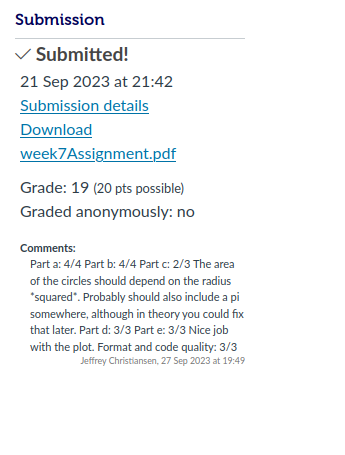 Submission
Submitted!
21 Sep 2023 at 21:42
Submission details
Download
week7Assignment.pdf
Grade: 19 (20 pts possible)
Graded anonymously: no
Comments:
Part a: 4/4 Part b: 4/4 Part c: 2/3 The area
of the circles should depend on the radius
*squared*. Probably should also include a pi
somewhere, although in theory you could fix
that later. Part d: 3/3 Part e: 3/3 Nice job
with the plot. Format and code quality: 3/3
Jeffrey Christiansen, 27 Sep 2023 at 19:49